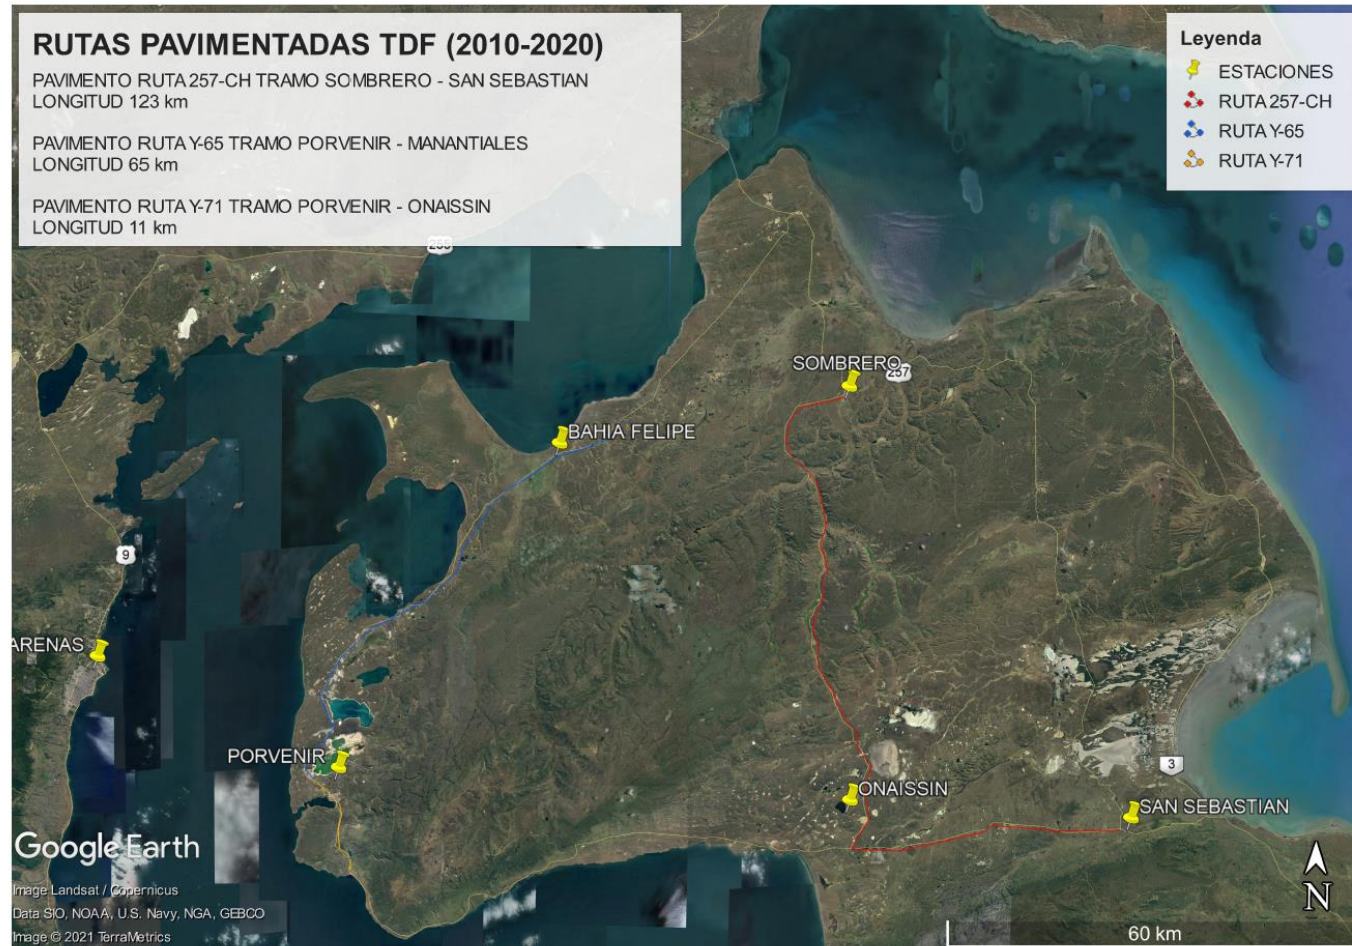 RUTAS PAVIMENTADAS TDF (2010-2020)
PAVIMENTO RUTA 257-CH TRAMO SOMBRERO - SAN SEBASTIAN
LONGITUD 123 km
PAVIMENTO RUTA Y-65 TRAMO PORVENIR - MANANTIALES
LONGITUD 65 km
PAVIMENTO RUTA Y-71 TRAMO PORVENIR - ONAISSIN
LONGITUD 11 km
Leyenda
ESTACIONES
RUTA 257-CH
RUTA Y-65
RUTA Y-71
255
SOMBRERO
257
BAHIA FELIPE
9
ARENAS
PORVENIR
3
ONAISSIN
SAN SEBASTIAN
Google Earth
Image Landsat / Copernicus
Data SIO, NOAA, U.S. Navy, NGA, GEBCO
Image © 2021 TerraMetrics
N
60 km